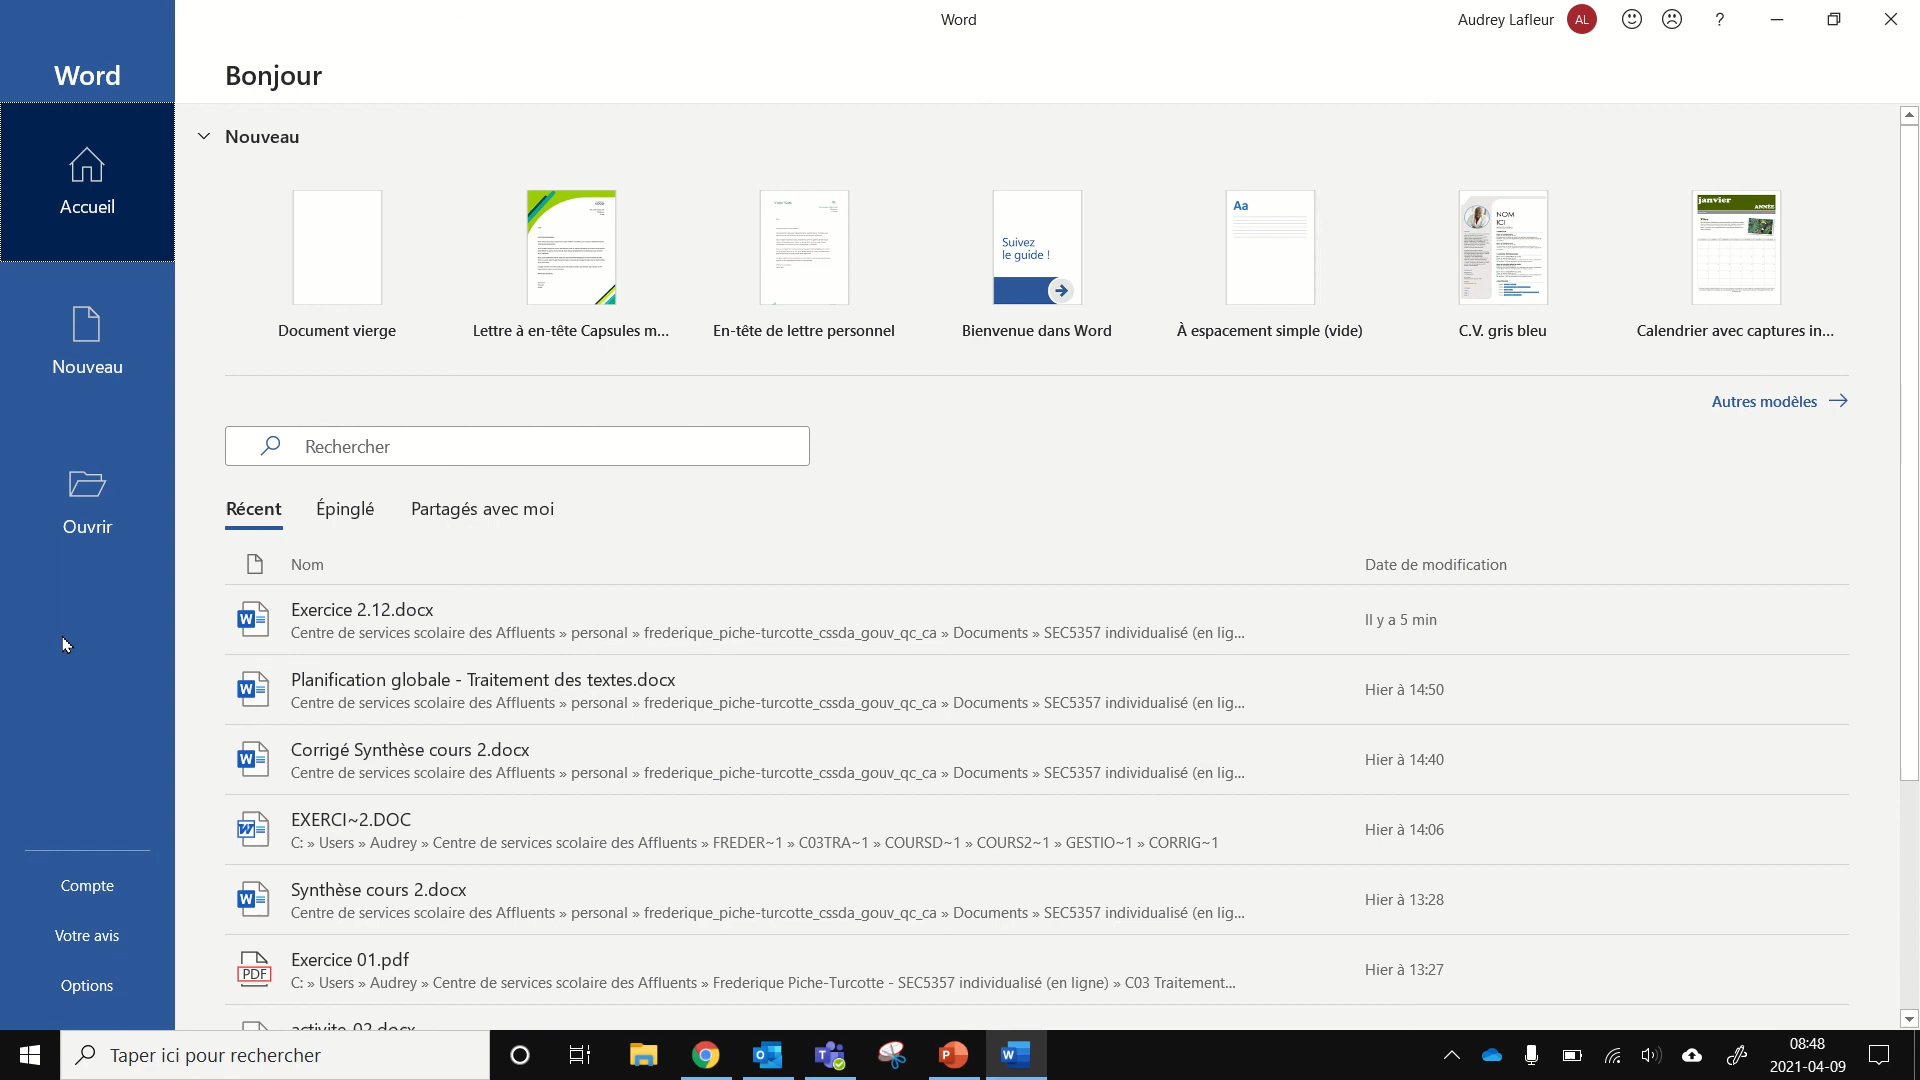 Word
Audrey Lafleur
AL
?
Word
Bonjour
Accueil
Nouveau
Ouvrir
Compte
Votre avis
Options
Nouveau
Suivez
le guide !
Aa
NOM
ICI
janvier
ANNÉE
Document vierge
Lettre à en-tête Capsules m...
En-tête de lettre personnel
Bienvenue dans Word
À espacement simple (vide)
C.V. gris bleu
Calendrier avec captures in...
Autres modèles
Rechercher
Récent
Épinglé
Partagés avec moi
Nom
Date de modification
Exercice 2.12.docx
Centre de services scolaire des Affluents » personal » frederique_piche-turcotte_cssda_gouv_qc_ca » Documents » SEC5357 individualisé (en lig...
Il y a 5 min
Planification globale - Traitement des textes.docx
Centre de services scolaire des Affluents » personal » frederique_piche-turcotte_cssda_gouv_qc_ca » Documents » SEC5357 individualisé (en lig...
Hier à 14:50
Corrigé Synthèse cours 2.docx
Centre de services scolaire des Affluents » personal » frederique_piche-turcotte_cssda_gouv_qc_ca » Documents » SEC5357 individualisé (en lig...
Hier à 14:40
EXERCI~2.DOC
C: » Users » Audrey » Centre de services scolaire des Affluents » FREDER~1 » C03TRA~1 » COURSD~1 » COURS2~1 » GESTIO~1 » CORRIG~1
Hier à 14:06
Synthèse cours 2.docx
Centre de services scolaire des Affluents » personal » frederique_piche-turcotte_cssda_gouv_qc_ca » Documents » SEC5357 individualisé (en lig...
Hier à 13:28
PDF
Exercice 01.pdf
C: » Users » Audrey » Centre de services scolaire des Affluents » Frederique Piche-Turcotte - SEC5357 individualisé (en ligne) » C03 Traitement...
Hier à 13:27
activite 02.docx
Taper ici pour rechercher
08:48
2021-04-09